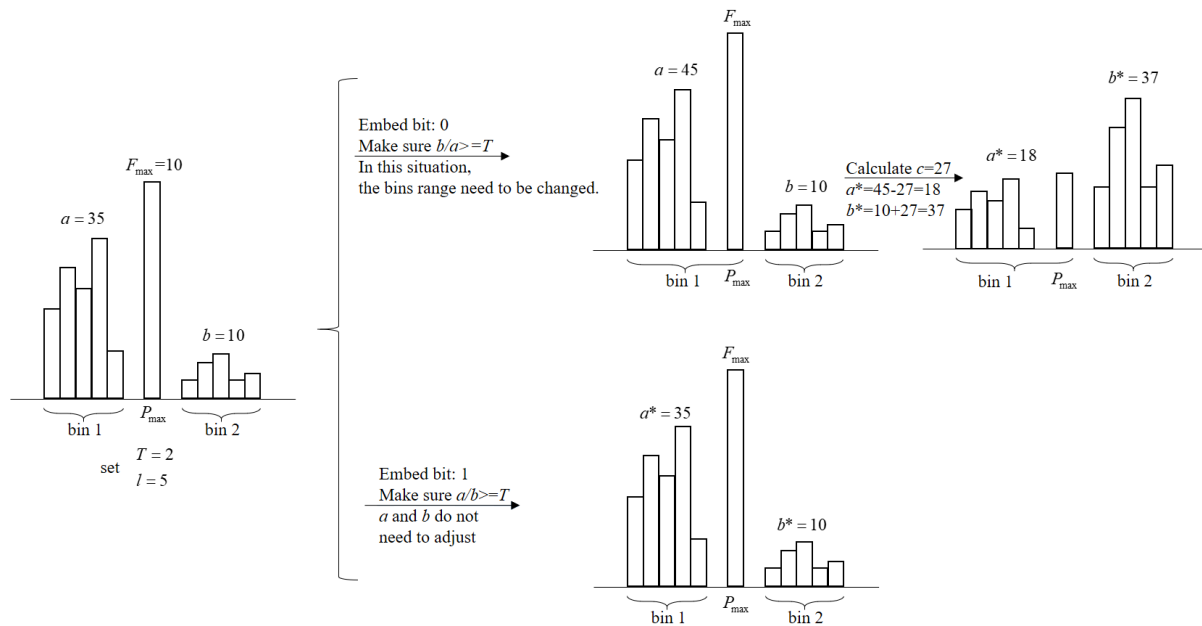 F_max=10
a = 35
b = 10
P_max
bin 1
bin 2
set
T = 2
l = 5
Embed bit: 0
Make sure b/a>=T
In this situation,
the bins range need to be changed.
F_max
a = 45
b = 10
bin 1
P_max
bin 2
Calculate c=27
a*=45-27=18
b*=10+27=37
a* = 18
b* = 37
bin 1
P_max
bin 2
Embed bit: 1
Make sure a/b>=T
a and b do not
need to adjust
F_max
a* = 35
b* = 10
bin 1
P_max
bin 2